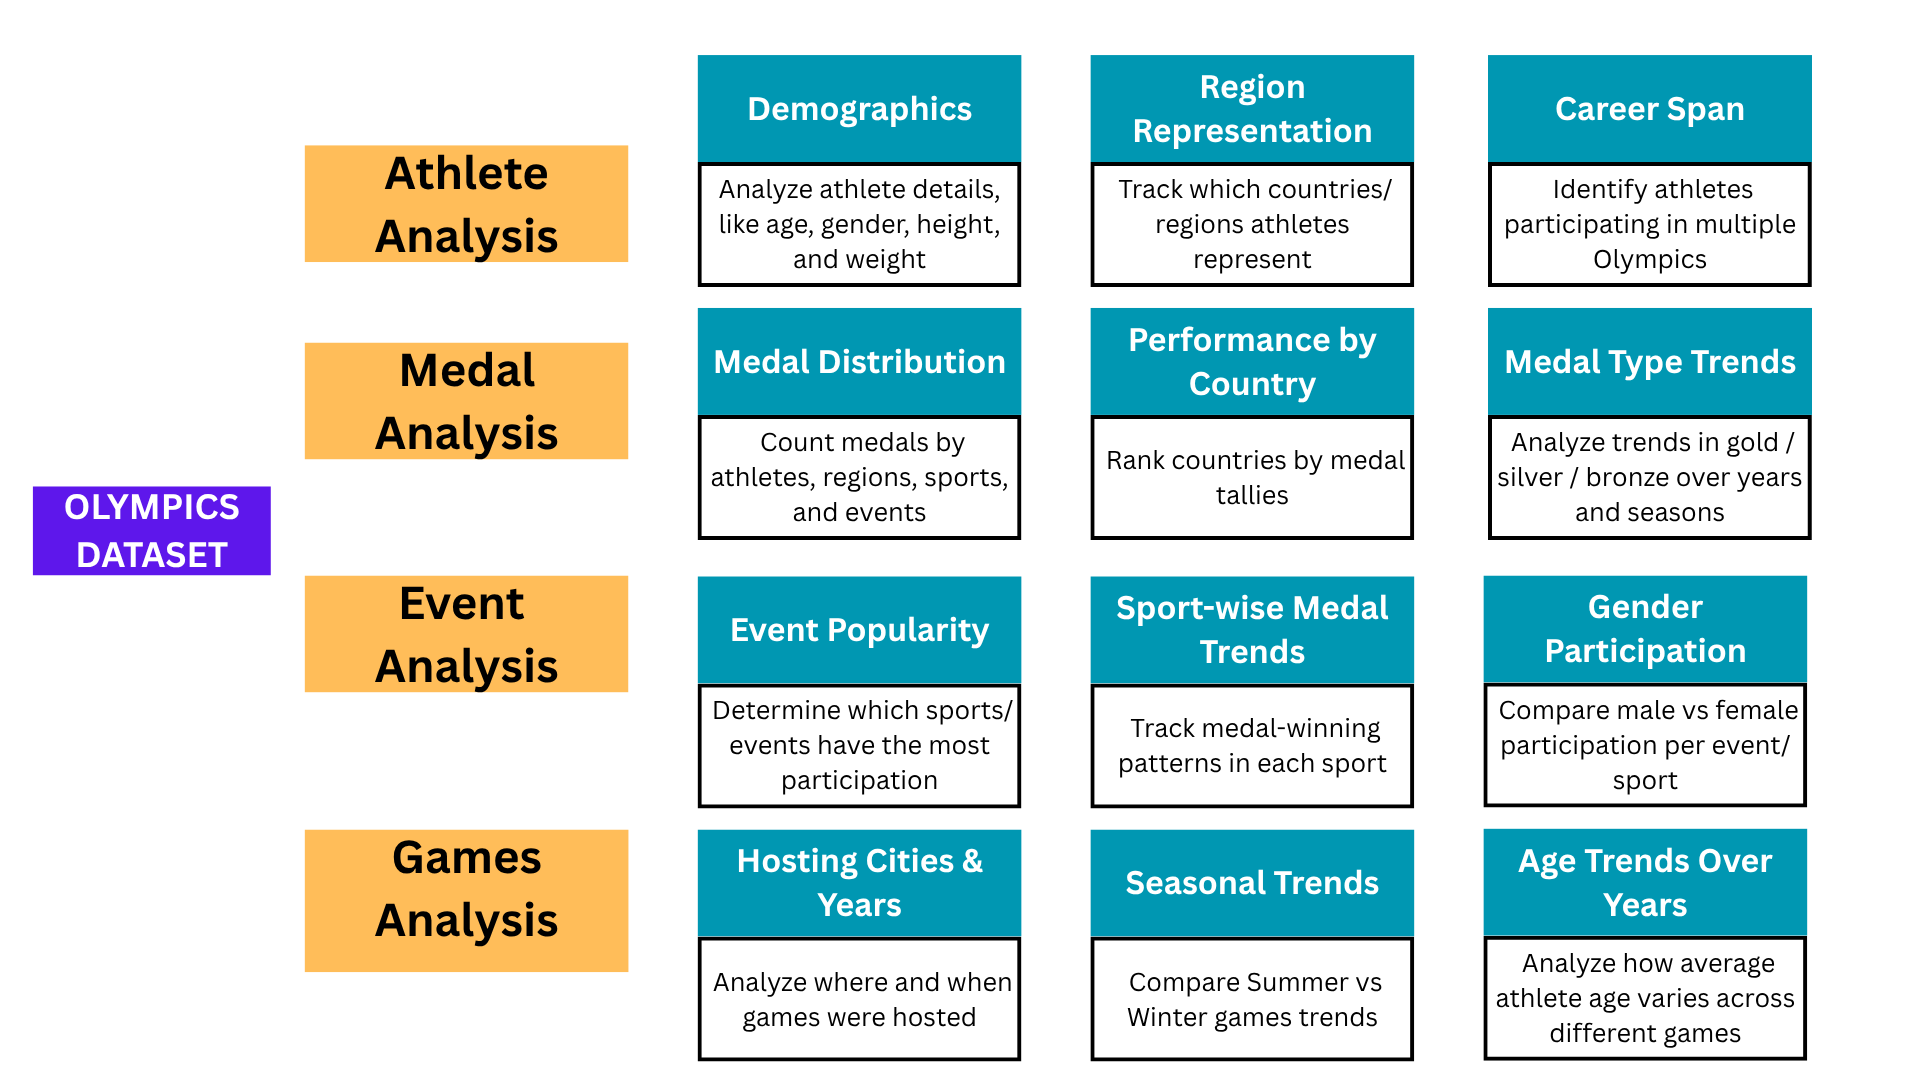 OLYMPICS
DATASET
Athlete
Analysis
Demographics
Analyze athlete details,
like age, gender, height,
and weight
Region
Representation
Track which countries/
regions athletes
represent
Career Span
Identify athletes
participating in multiple
Olympics
Medal
Analysis
Medal Distribution
Count medals by
athletes, regions, sports,
and events
Performance by
Country
Rank countries by medal
tallies
Medal Type Trends
Analyze trends in gold /
silver / bronze over years
and seasons
Event
Analysis
Event Popularity
Determine which sports/
events have the most
participation
Sport-wise Medal
Trends
Track medal-winning
patterns in each sport
Gender
Participation
Compare male vs female
participation per event/
sport
Games
Analysis
Hosting Cities &
Years
Analyze where and when
games were hosted
Seasonal Trends
Compare Summer vs
Winter games trends
Age Trends Over
Years
Analyze how average
athlete age varies across
different games